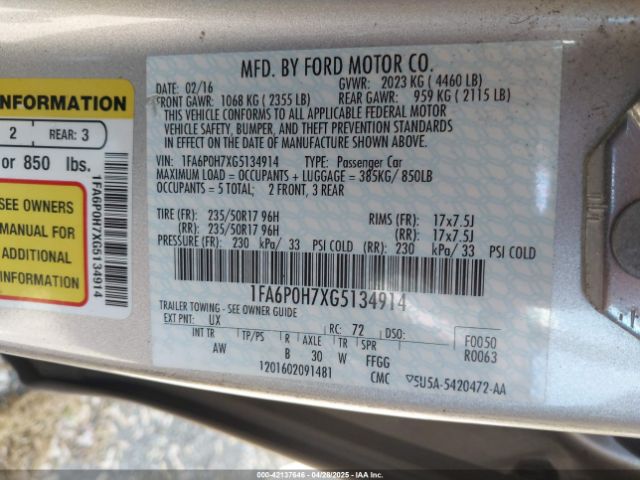 INFORMATION
2 REAR: 3
or 850 lbs.
SEE OWNERS
MANUAL FOR
ADDITIONAL
INFORMATION
1FA6P0H7XG5134914
MFD. BY FORD MOTOR CO.
DATE: 02/16 GVWR: 2023 KG ( 4460 LB)
FRONT GAWR: 1068 KG ( 2355 LB) REAR GAWR: 959 KG ( 2115 LB)
THIS VEHICLE CONFORMS TO ALL APPLICABLE FEDERAL MOTOR
VEHICLE SAFETY, BUMPER, AND THEFT PREVENTION STANDARDS
IN EFFECT ON THE DATE OF MANUFACTURE SHOWN ABOVE.
VIN: 1FA6P0H7XG5134914 TYPE: Passenger Car
MAXIMUM LOAD = OCCUPANTS + LUGGAGE = 385KG/ 850LB
OCCUPANTS = 5 TOTAL; 2 FRONT, 3 REAR
TIRE (FR): 235/50R17 96H RIMS (FR): 17x7.5J
(RR): 235/50R17 96H (RR): 17x7.5J
PRESSURE (FR): 230 kPa/ 33 PSI COLD (RR): 230 kPa/ 33 PSI COLD
1FA6P0H7XG5134914
TRAILER TOWING - SEE OWNER GUIDE
EXT PNT: UX RC: 72 DSO: F0050
INT TR TP/PS R AXLE TR SPR R0063
AW B 30 W FFGG
1201602091481 CMC 5U5A-5420472-AA
-- 000-42137646 - 04/28/2025 - IAAI.com --